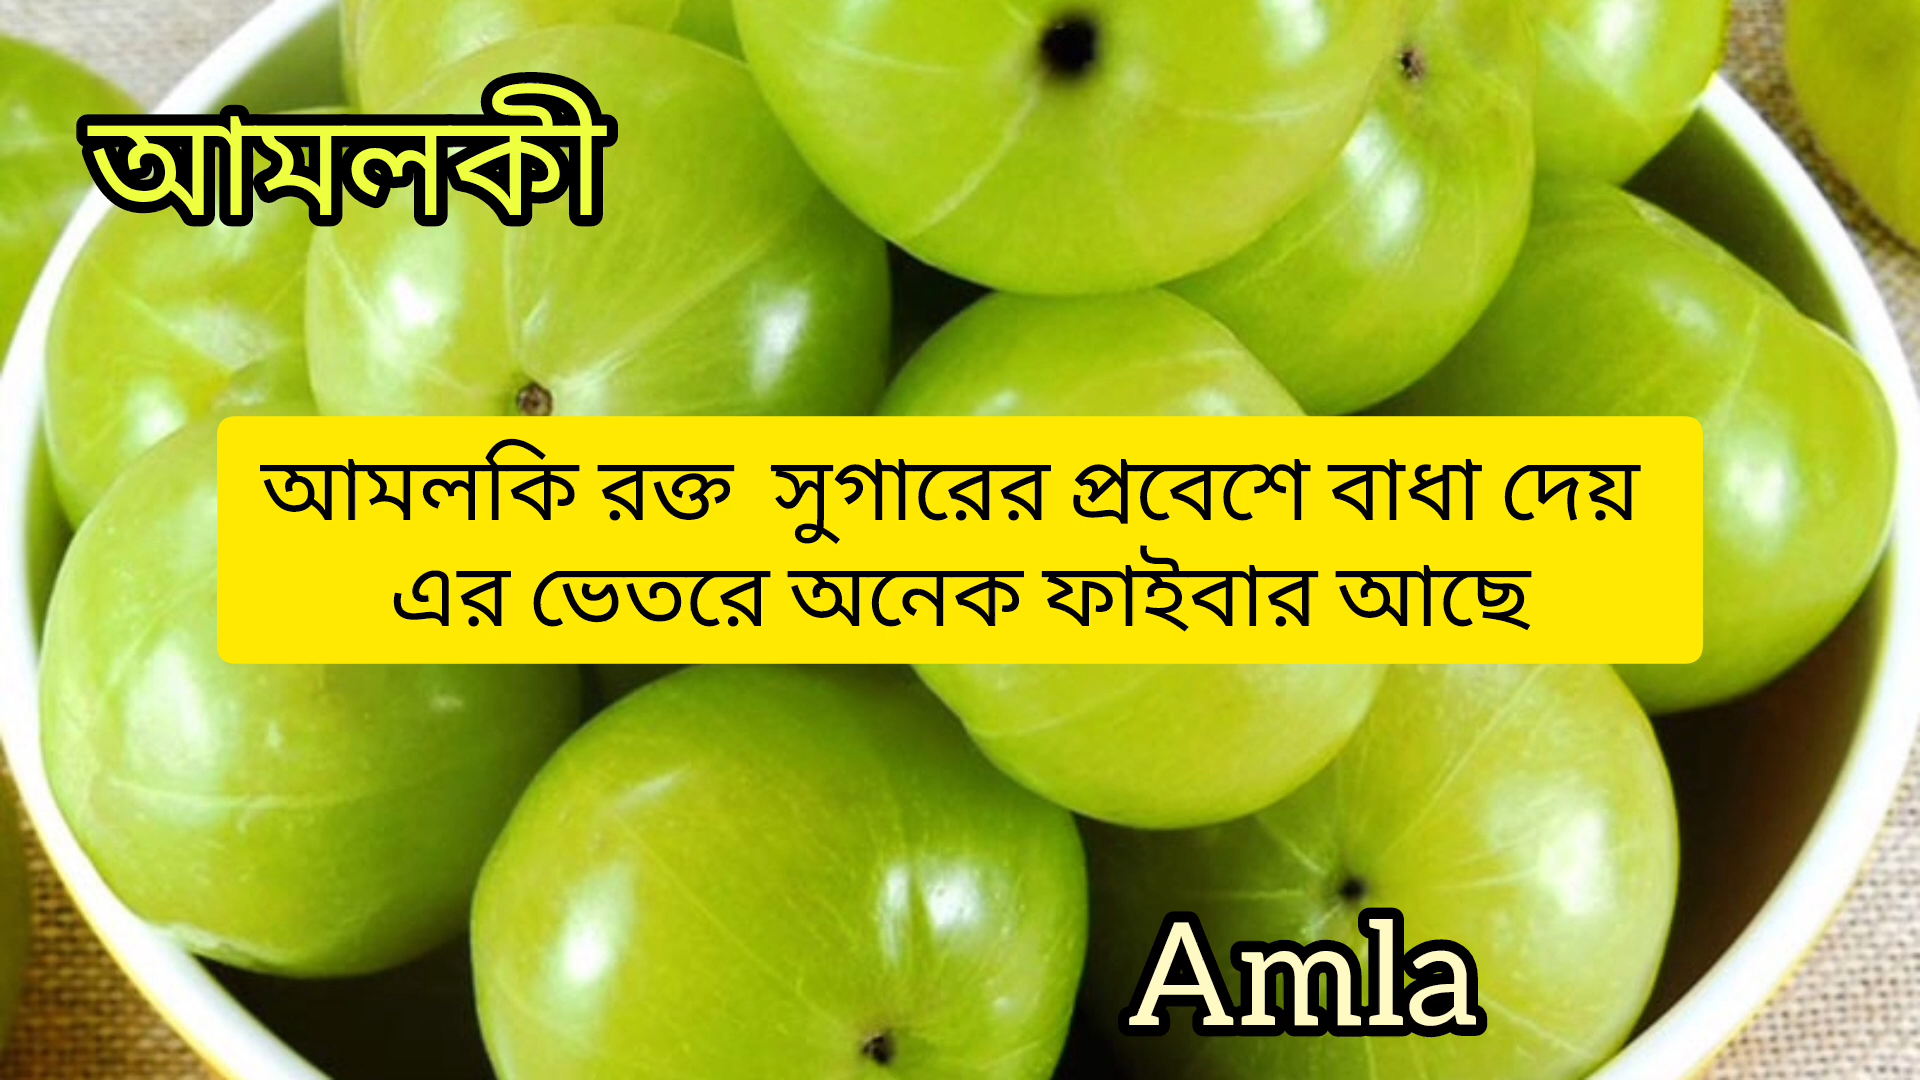 আমলকী
আমলকি রক্ত সুগারের প্রবেশে বাধা দেয়
এর ভেতরে অনেক ফাইবার আছে
Amla